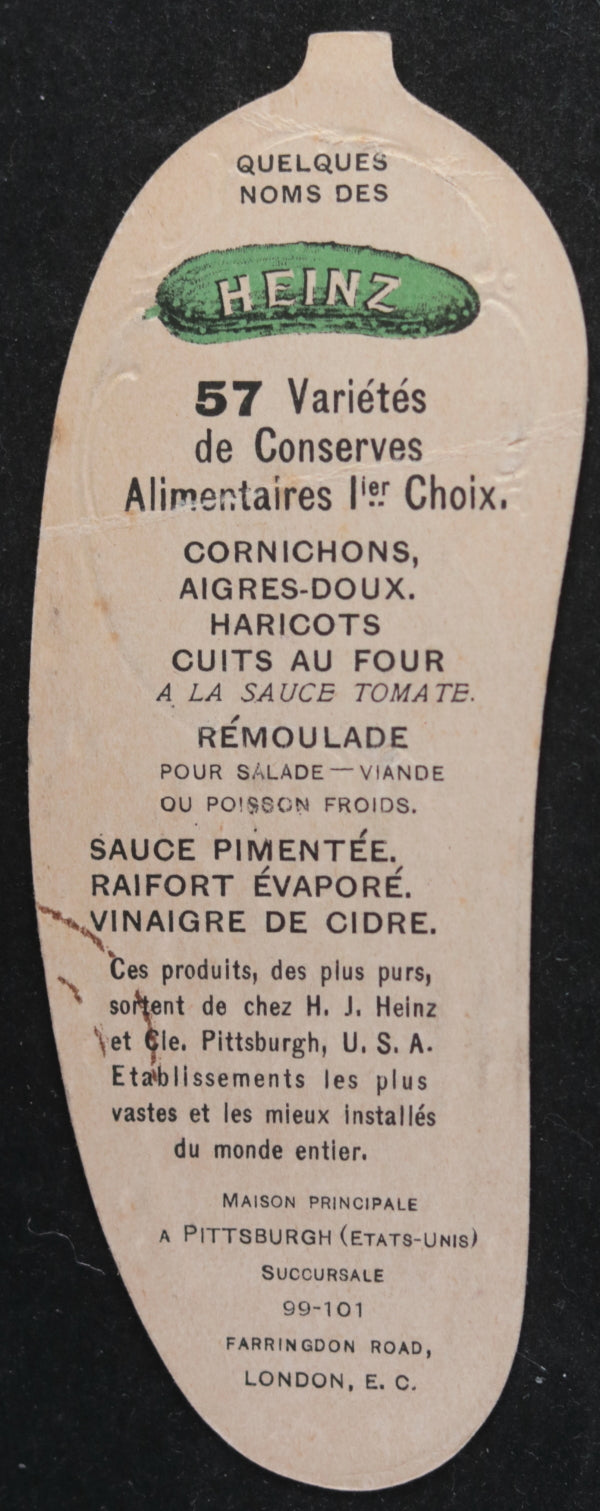 QUELQUES
NOMS DES
HEINZ
57 Variétés
de Conserves
Alimentaires Iier Choix.
CORNICHONS,
AIGRES-DOUX.
HARICOTS
CUITS AU FOUR
A LA SAUCE TOMATE.
RÉMOULADE
POUR SALADE—VIANDE
OU POISSON FROIDS.
SAUCE PIMENTÉE.
RAIFORT ÉVAPORÉ.
VINAIGRE DE CIDRE.
Ces produits, des plus purs,
sortent de chez H. J. Heinz
et Cie. Pittsburgh, U. S. A.
Etablissements les plus
vastes et les mieux installés
du monde entier.
MAISON PRINCIPALE
A PITTSBURGH (ETATS-UNIS)
SUCCURSALE
99-101
FARRINGDON ROAD,
LONDON, E. C.